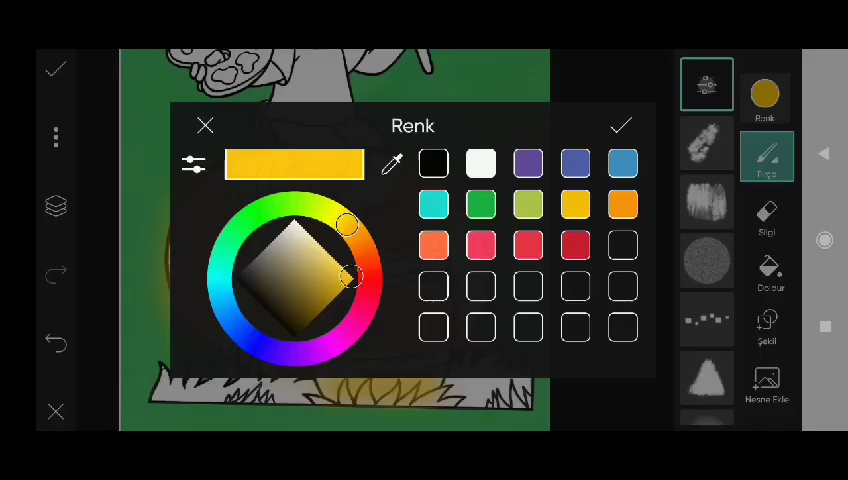 Renk
Renk
Fırça
Silgi
Doldur
Şekil
Nesne Ekle